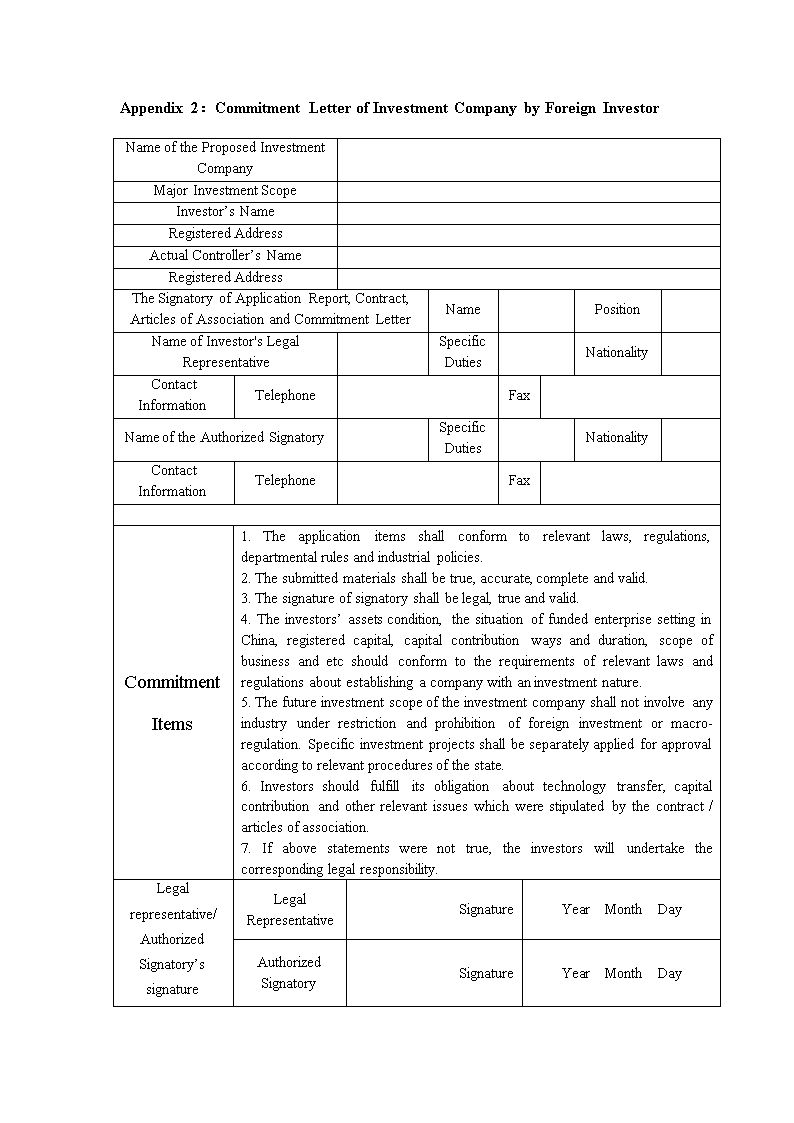 Appendix 2: Commitment Letter of Investment Company by Foreign Investor
Name of the Proposed Investment
Company
Major Investment Scope
Investor's Name
Registered Address
Actual Controller's Name
Registered Address
The Signatory of Application Report, Contract,
Articles of Association and Commitment Letter
Name
Position
Name of Investor's Legal
Representative
Specific
Duties
Nationality
Contact
Information
Telephone
Fax
Name of the Authorized Signatory
Specific
Duties
Nationality
Contact
Information
Telephone
Fax
Commitment
Items
1. The application items shall conform to relevant laws, regulations,
departmental rules and industrial policies.
2. The submitted materials shall be true, accurate, complete and valid.
3. The signature of signatory shall be legal, true and valid.
4. The investors' assets condition, the situation of funded enterprise setting in
China, registered capital, capital contribution ways and duration, scope of
business and etc should conform to the requirements of relevant laws and
regulations about establishing a company with an investment nature.
5. The future investment scope of the investment company shall not involve any
industry under restriction and prohibition of foreign investment or macro-
regulation. Specific investment projects shall be separately applied for approval
according to relevant procedures of the state.
6. Investors should fulfill its obligation about technology transfer, capital
contribution and other relevant issues which were stipulated by the contract /
articles of association.
7. If above statements were not true, the investors will undertake the
corresponding legal responsibility.
Legal
representative/
Authorized
Signatory's
signature
Legal
Representative
Signature
Year Month Day
Authorized
Signatory
Signature
Year Month Day